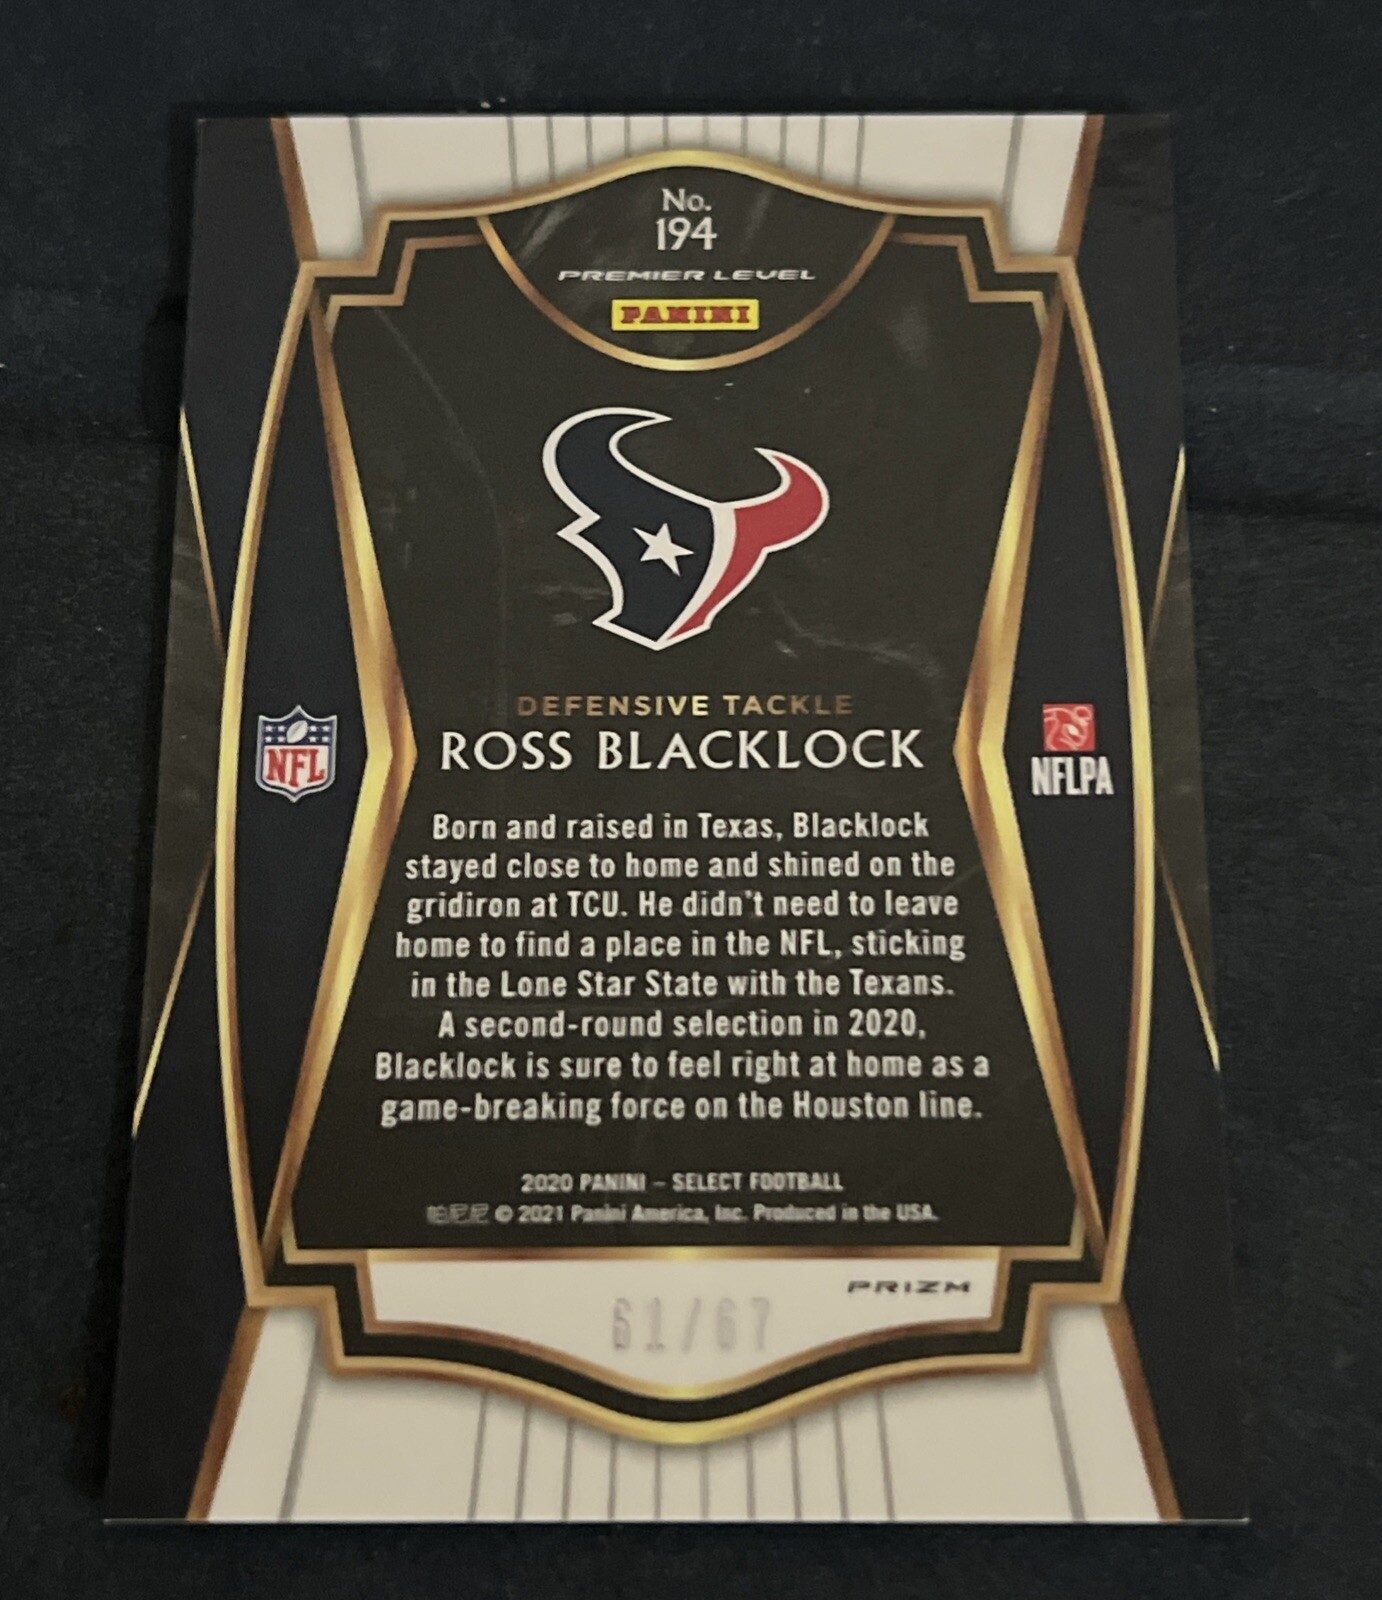 No.
194
PREMIER LEVEL
PANINI
DEFENSIVE TACKLE
ROSS BLACKLOCK
NFL
NFLPA
Born and raised in Texas, Blacklock
stayed close to home and shined on the
gridiron at TCU. He didn't need to leave
home to find a place in the NFL, sticking
in the Lone Star State with the Texans.
A second-round selection in 2020,
Blacklock is sure to feel right at home as a
game-breaking force on the Houston line.
2020 PANINI – SELECT FOOTBALL
帕尼尼 © 2021 Panini America, Inc. Produced in the USA.
PRIZM
61/67